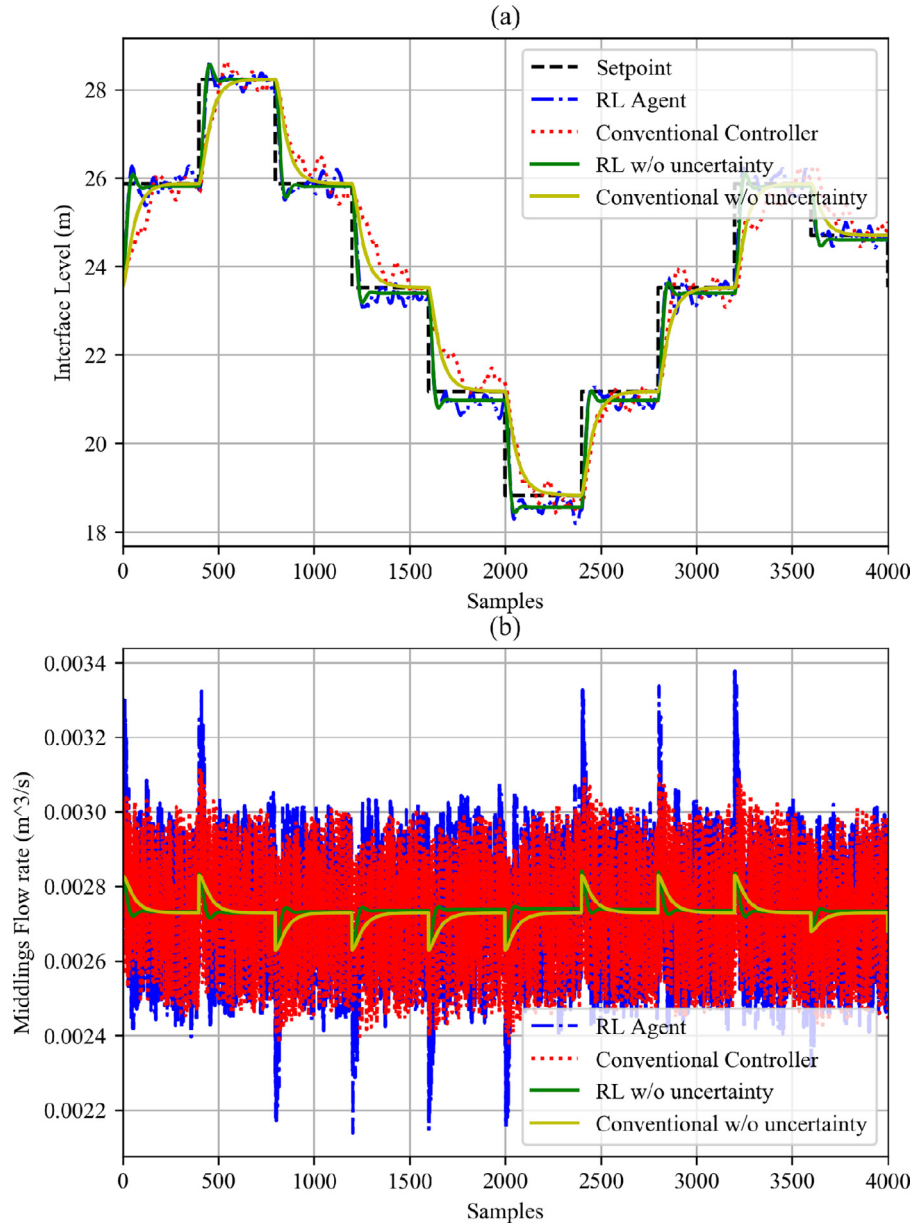 (a)
28
26
24
22
20
18
Interface Level (m)
Setpoint
RL Agent
Conventional Controller
RL w/o uncertainty
Conventional w/o uncertainty
0 500 1000 1500 2000 2500 3000 3500 4000
Samples
(b)
0.0034
0.0032
0.0030
0.0028
0.0026
0.0024
0.0022
Middlings Flow rate (m^3/s)
RL Agent
Conventional Controller
RL w/o uncertainty
Conventional w/o uncertainty
0 500 1000 1500 2000 2500 3000 3500 4000
Samples